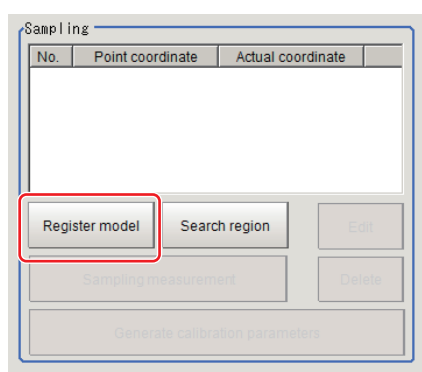 Sampling
No. Point coordinate Actual coordinate
Register model Search region Edit
Sampling measurement Delete
Generate calibration parameters